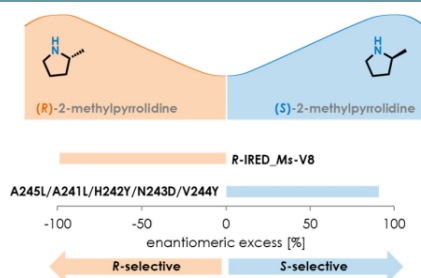 H
N
H
N
(R)-2-methylpyrrolidine
(S)-2-methylpyrrolidine
R-IRED_Ms-V8
A245L/A241L/H242Y/N243D/V244Y
-100 -50 0 50 100
enantiomeric excess [%]
R-selective S-selective